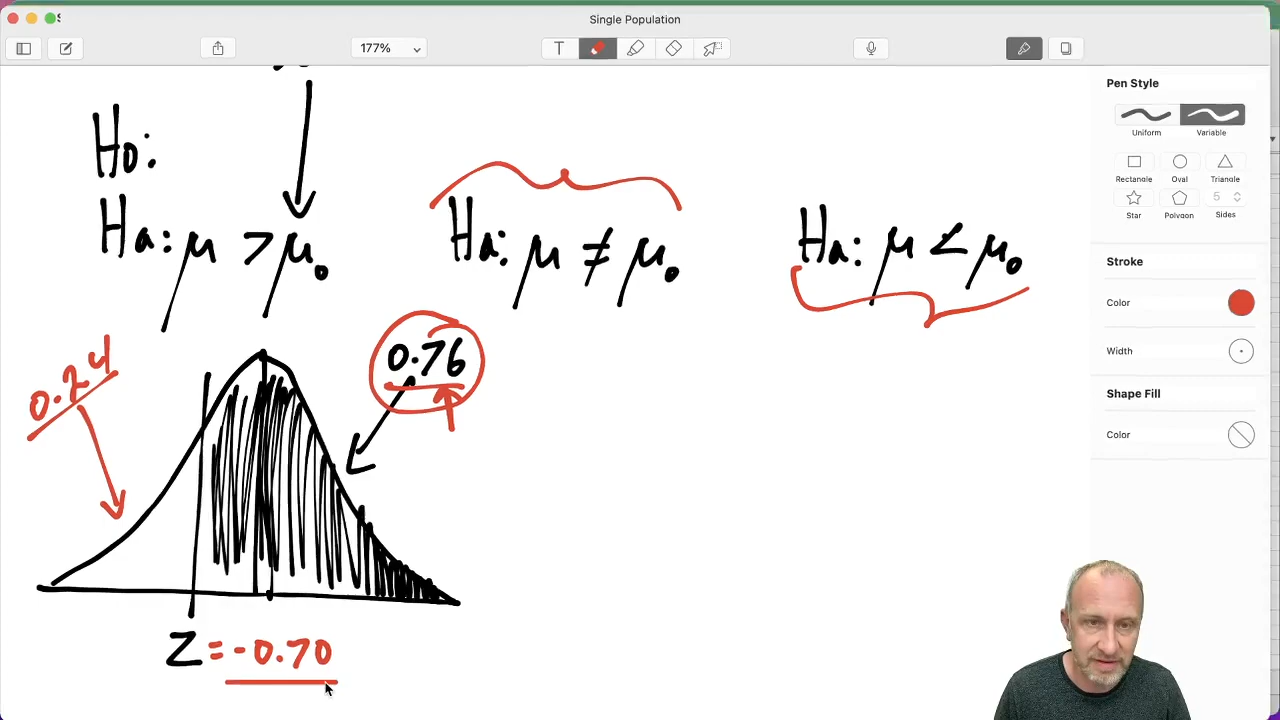 Single Population
177%
T
Pen Style
Uniform
Variable
Rectangle
Oval
Triangle
Star
Polygon
5
Sides
Stroke
Color
Width
Shape Fill
Color
Ho:
Ha: μ > μ₀
Ha: μ ≠ μ₀
Ha: μ < μ₀
0.24
0.76
Z = -0.70